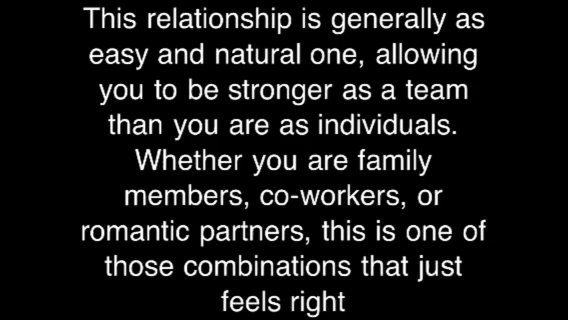 This relationship is generally as
easy and natural one, allowing
you to be stronger as a team
than you are as individuals.
Whether you are family
members, co-workers, or
romantic partners, this is one of
those combinations that just
feels right